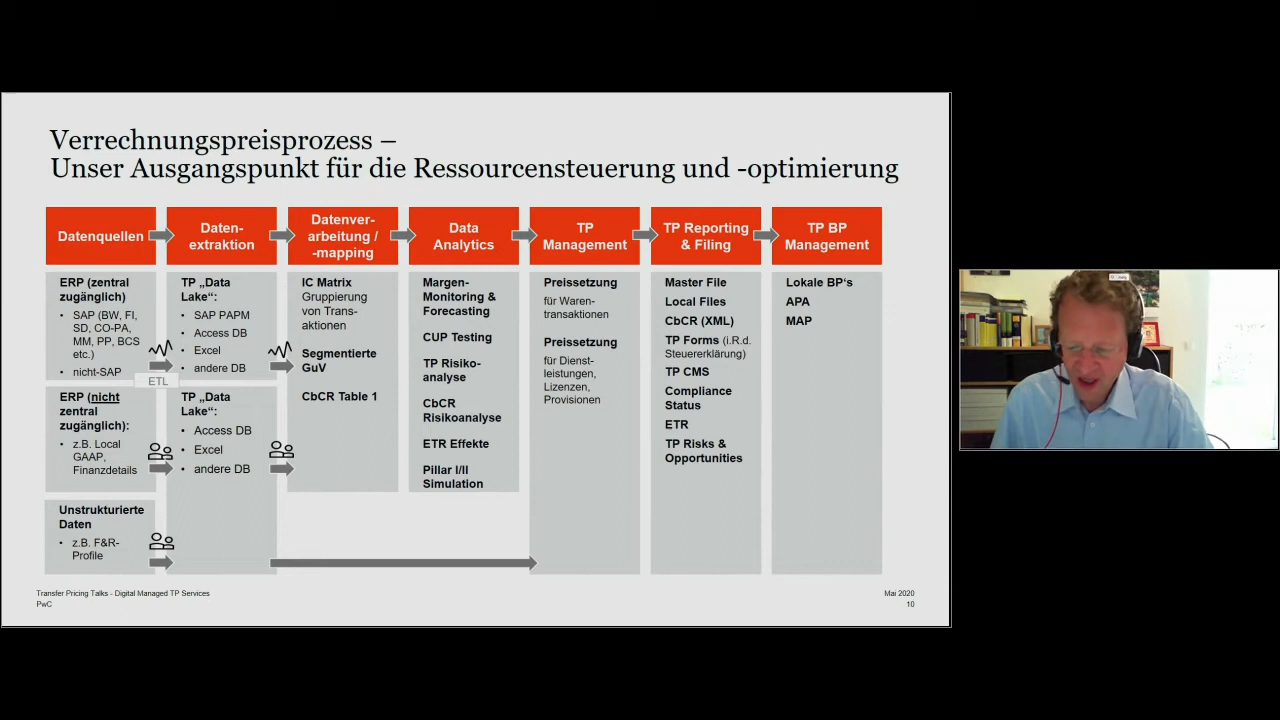 Verrechnungspreisprozess –
Unser Ausgangspunkt für die Ressourcensteuerung und -optimierung
Datenquellen
Daten-
extraktion
Datenver-
arbeitung /
-mapping
Data
Analytics
TP
Management
TP Reporting
& Filing
TP BP
Management
ERP (zentral
zugänglich)
• SAP (BW, FI,
SD, CO-PA,
MM, PP, BCS
etc.)
• nicht-SAP
ETL
ERP (nicht
zentral
zugänglich):
• z.B. Local
GAAP,
Finanzdetails
Unstrukturierte
Daten
• z.B. F&R-
Profile
TP „Data
Lake“:
• SAP PAPM
• Access DB
• Excel
• andere DB
TP „Data
Lake“:
• Access DB
• Excel
• andere DB
IC Matrix
Gruppierung
von Trans-
aktionen
Segmentierte
GuV
CbCR Table 1
Margen-
Monitoring &
Forecasting
CUP Testing
TP Risiko-
analyse
CbCR
Risikoanalyse
ETR Effekte
Pillar I/II
Simulation
Preissetzung
für Waren-
transaktionen
Preissetzung
für Dienst-
leistungen,
Lizenzen,
Provisionen
Master File
Local Files
CbCR (XML)
TP Forms (i.R.d.
Steuererklärung)
TP CMS
Compliance
Status
ETR
TP Risks &
Opportunities
Lokale BP‘s
APA
MAP
Transfer Pricing Talks - Digital Managed TP Services
PwC
Mai 2020
10